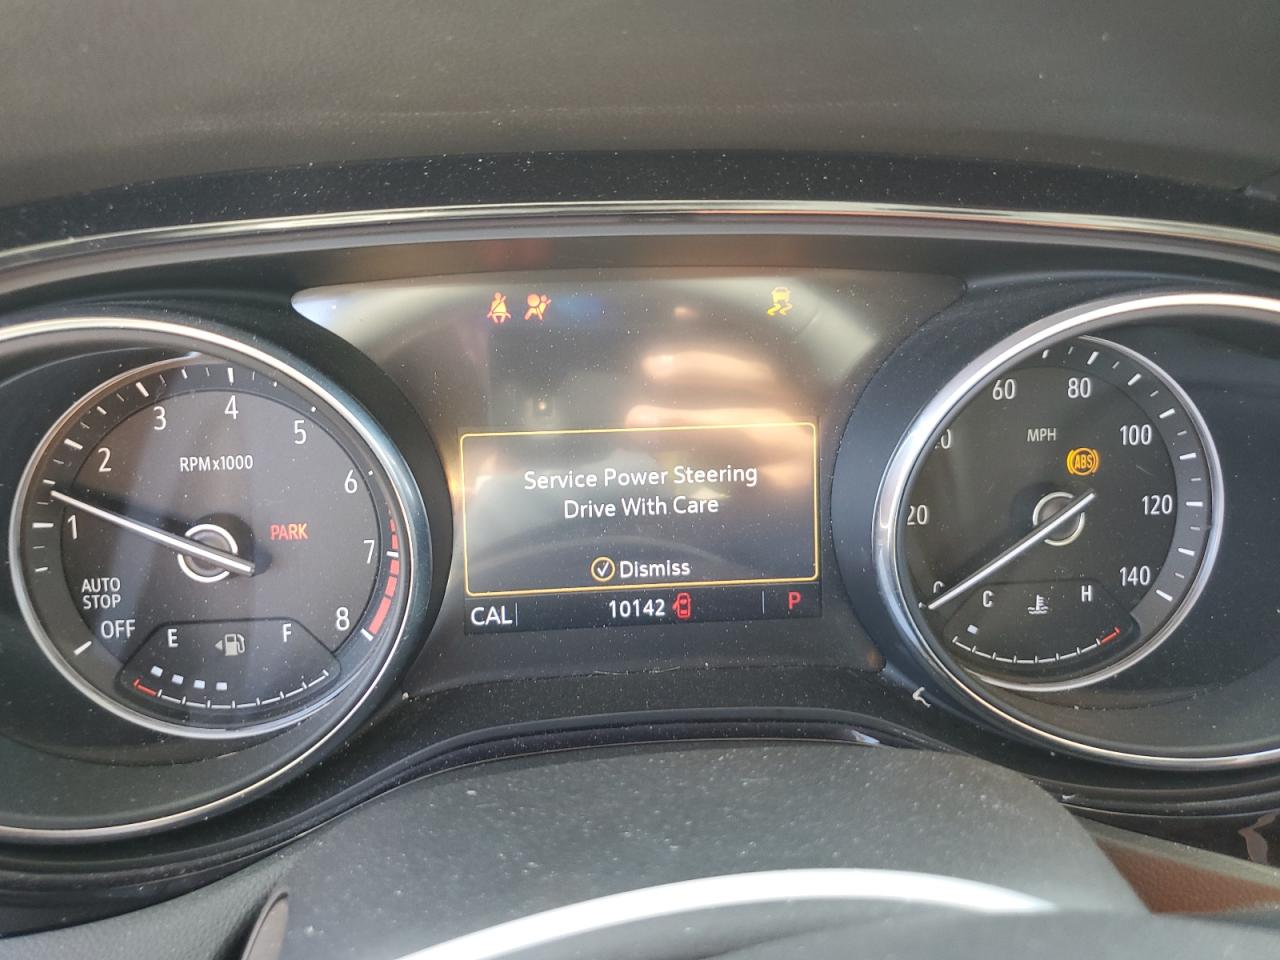 3
4
5
2
RPMx1000
6
1
PARK
7
AUTO
STOP
OFF
E
F
8
Service Power Steering
Drive With Care
Dismiss
CAL
10142
P
60
80
MPH
100
ABS
20
120
140
C
H